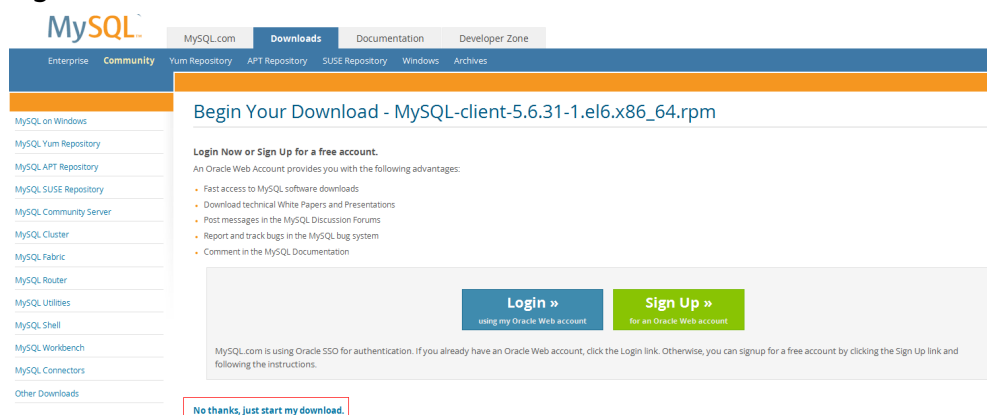 MySQL
MySQL.com Downloads Documentation Developer Zone
Enterprise Community Yum Repository APT Repository SUSE Repository Windows Archives
MySQL on Windows
MySQL Yum Repository
MySQL APT Repository
MySQL SUSE Repository
MySQL Community Server
MySQL Cluster
MySQL Fabric
MySQL Router
MySQL Utilities
MySQL Shell
MySQL Workbench
MySQL Connectors
Other Downloads
Begin Your Download - MySQL-client-5.6.31-1.el6.x86_64.rpm
Login Now or Sign Up for a free account.
An Oracle Web Account provides you with the following advantages:
• Fast access to MySQL software downloads
• Download technical White Papers and Presentations
• Post messages in the MySQL Discussion Forums
• Report and track bugs in the MySQL bug system
• Comment in the MySQL Documentation
Login »
using my Oracle Web account
Sign Up »
for an Oracle Web account
MySQL.com is using Oracle SSO for authentication. If you already have an Oracle Web account, click the Login link. Otherwise, you can signup for a free account by clicking the Sign Up link and
following the instructions.
No thanks, just start my download.